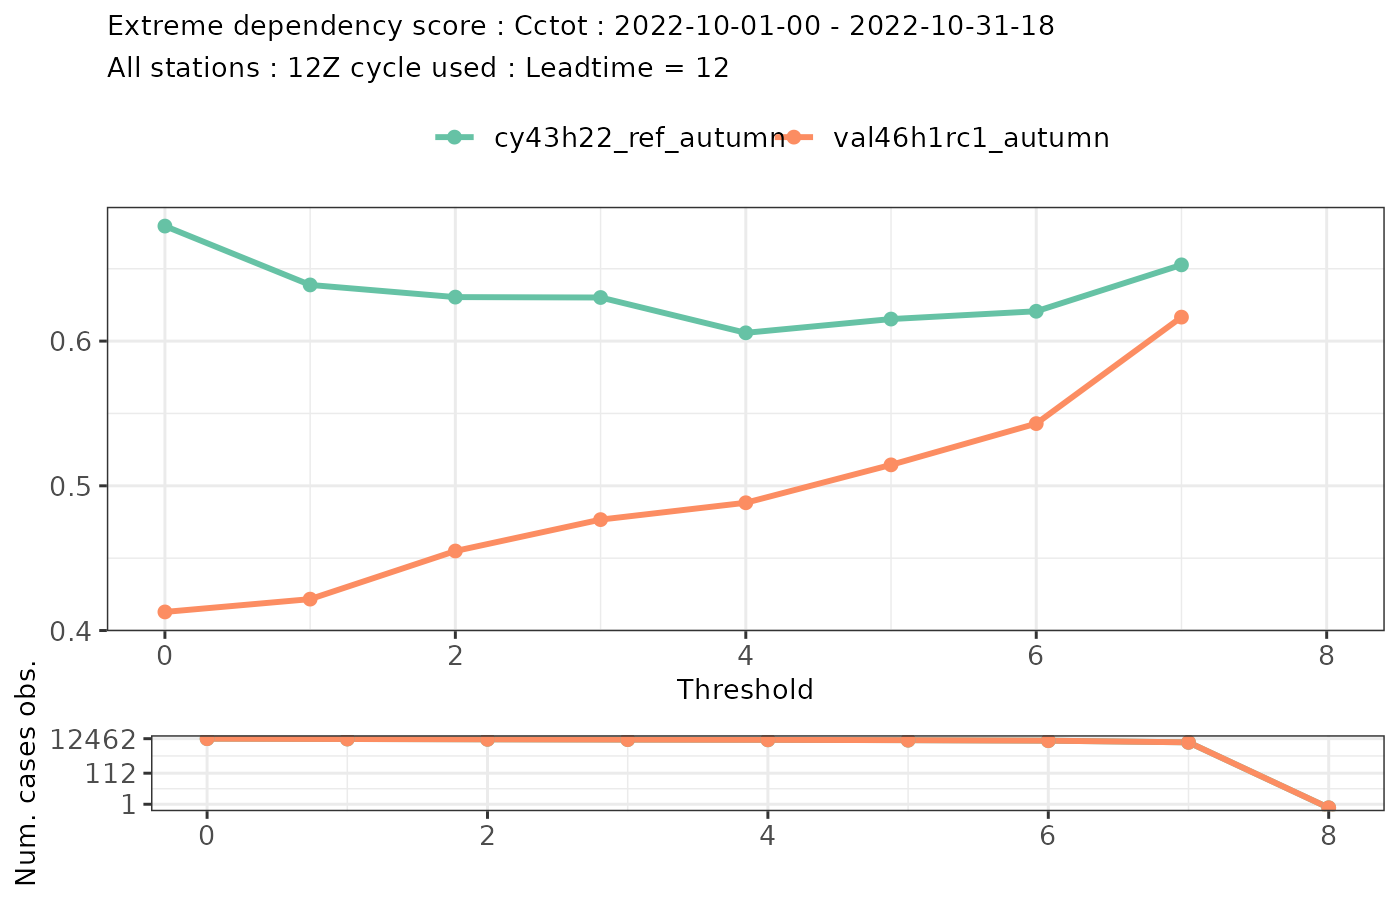 Extreme dependency score : Cctot : 2022-10-01-00 - 2022-10-31-18
All stations : 12Z cycle used : Leadtime = 12
cy43h22_ref_autumn val46h1rc1_autumn
0.6
0.5
0.4
0 2 4 6 8
Threshold
Num. cases obs.
12462
112
1
0 2 4 6 8